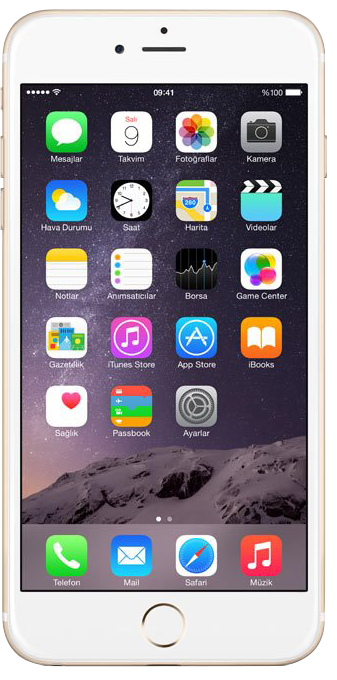 09:41
%100
Salı
9
Mesajlar
Takvim
Fotoğraflar
Kamera
280
Hava Durumu
Saat
Harita
Videolar
Notlar
Anımsatıcılar
Borsa
Game Center
Gazetelik
iTunes Store
App Store
iBooks
Sağlık
Passbook
Ayarlar
Telefon
Mail
Safari
Müzik